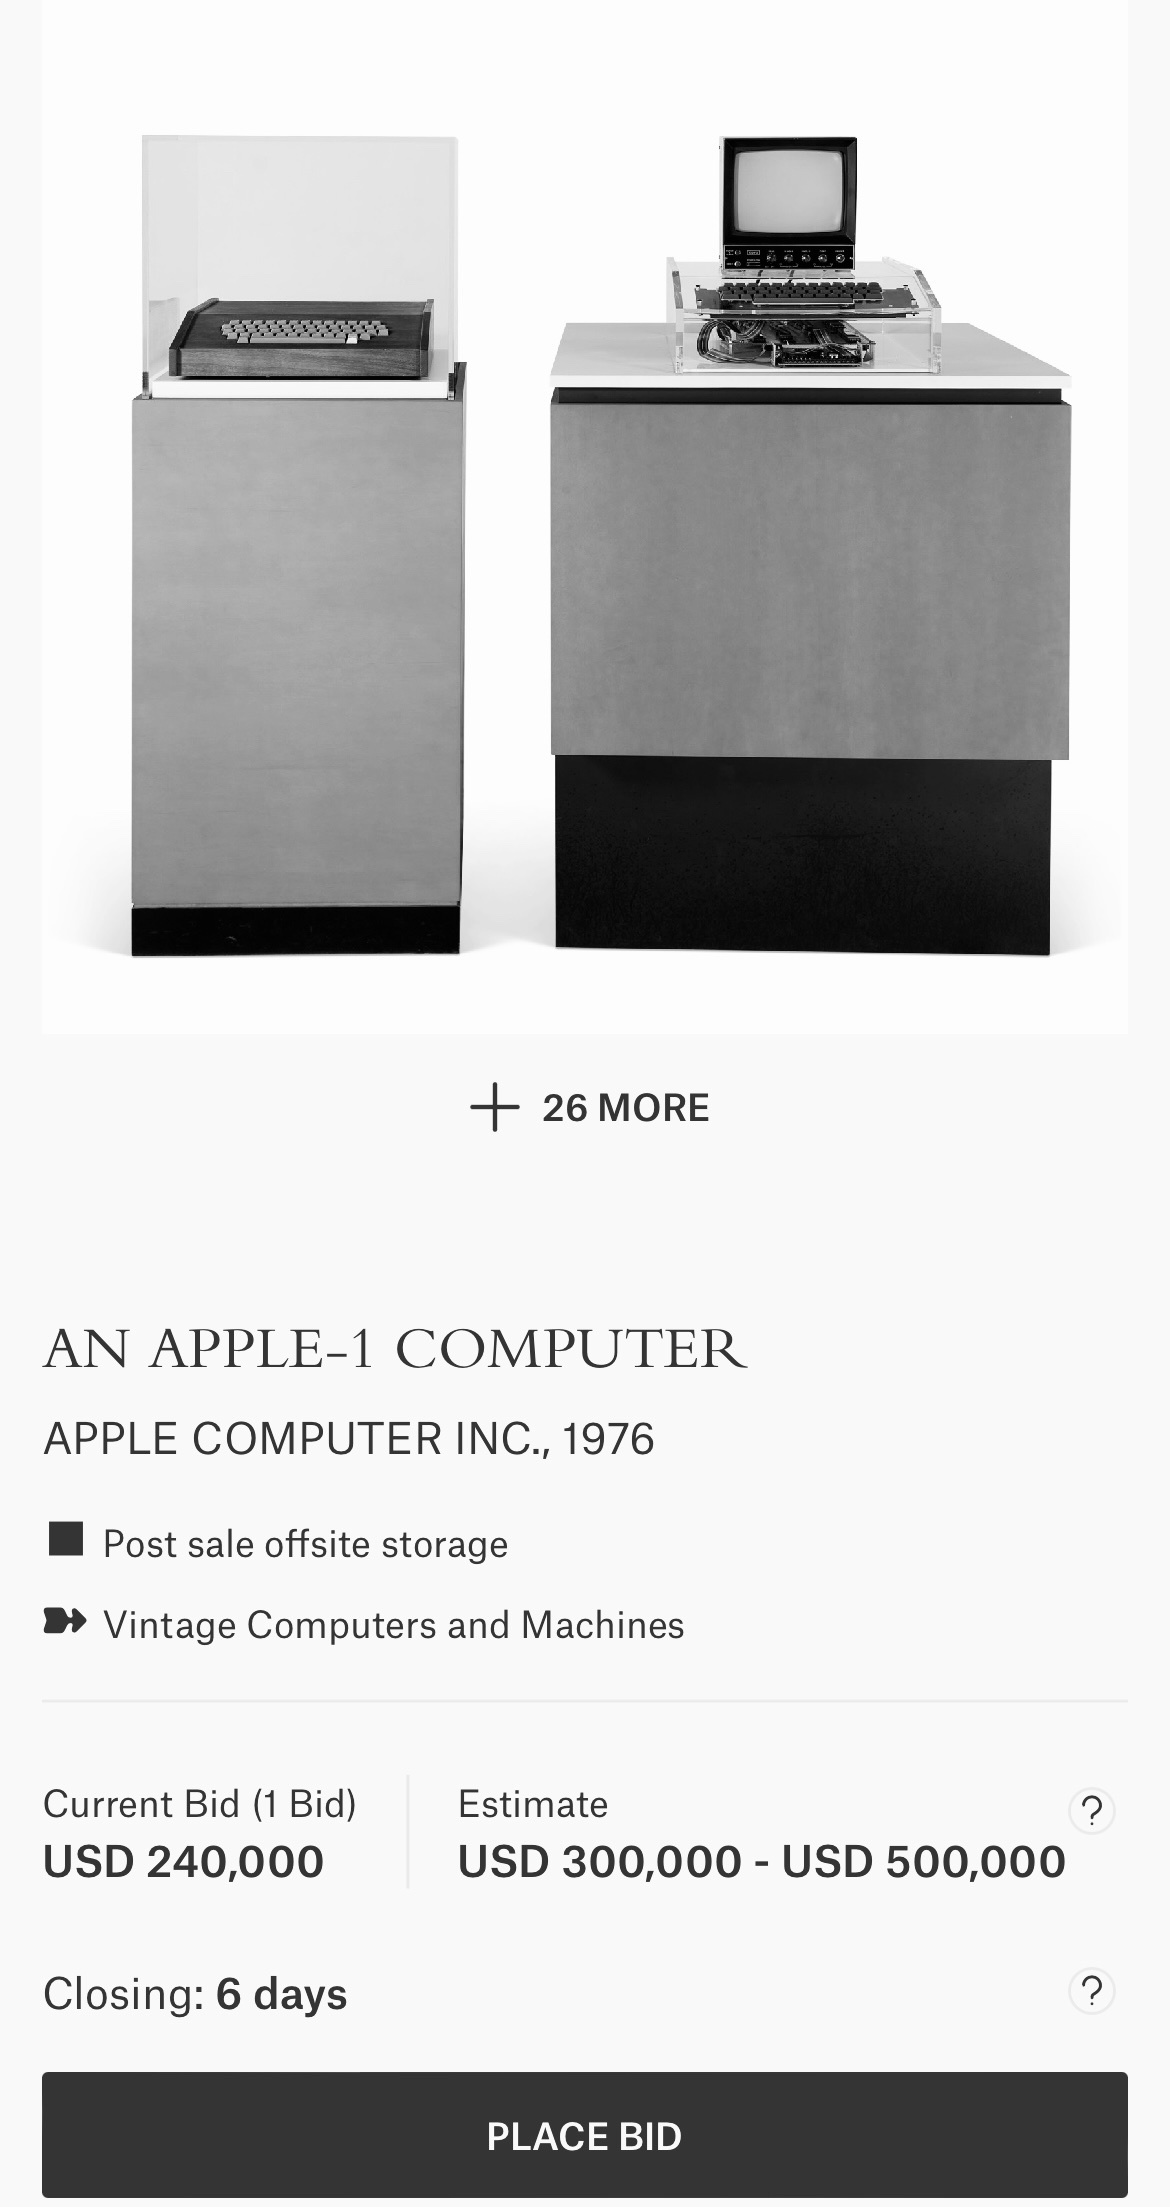 + 26 MORE
AN APPLE-1 COMPUTER
APPLE COMPUTER INC., 1976
Post sale offsite storage
Vintage Computers and Machines
Current Bid (1 Bid)
USD 240,000
Estimate
USD 300,000 - USD 500,000
?
Closing: 6 days
?
PLACE BID